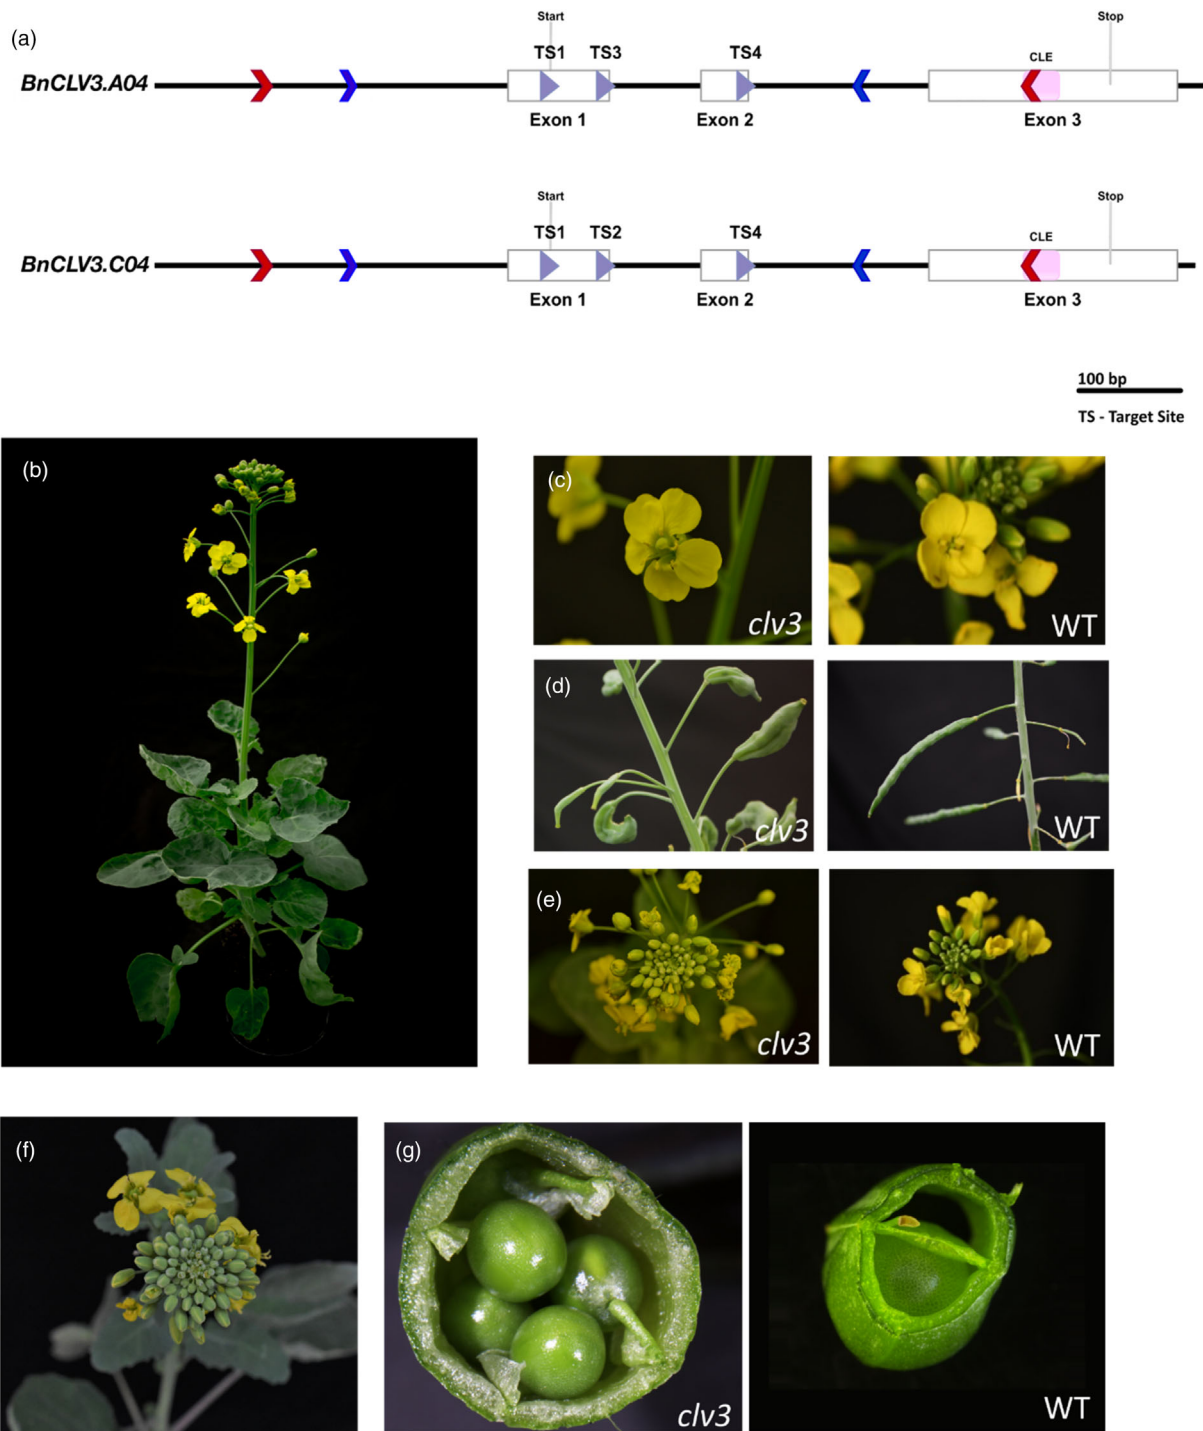 (a)
Start
Stop
TS1 TS3 TS4 CLE
BnCLV3.A04
Exon 1 Exon 2 Exon 3
Start
Stop
TS1 TS2 TS4 CLE
BnCLV3.C04
Exon 1 Exon 2 Exon 3
100 bp
TS - Target Site
(b)
(c)
clv3
WT
(d)
clv3
WT
(e)
clv3
WT
(f)
(g)
clv3
WT